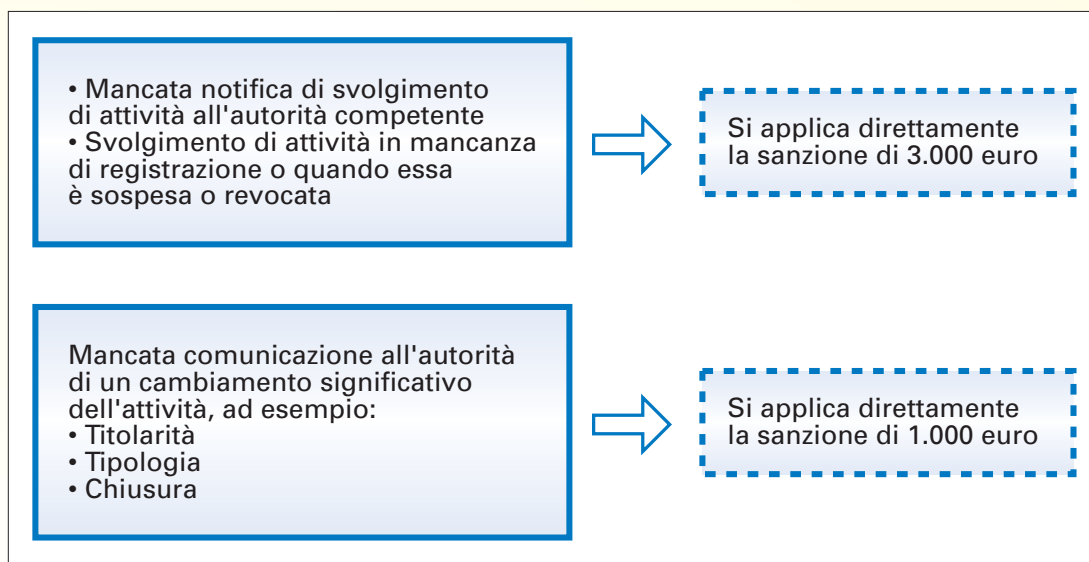 • Mancata notifica di svolgimento
di attività all'autorità competente
• Svolgimento di attività in mancanza
di registrazione o quando essa
è sospesa o revocata
Si applica direttamente
la sanzione di 3.000 euro
Mancata comunicazione all'autorità
di un cambiamento significativo
dell'attività, ad esempio:
• Titolarità
• Tipologia
• Chiusura
Si applica direttamente
la sanzione di 1.000 euro